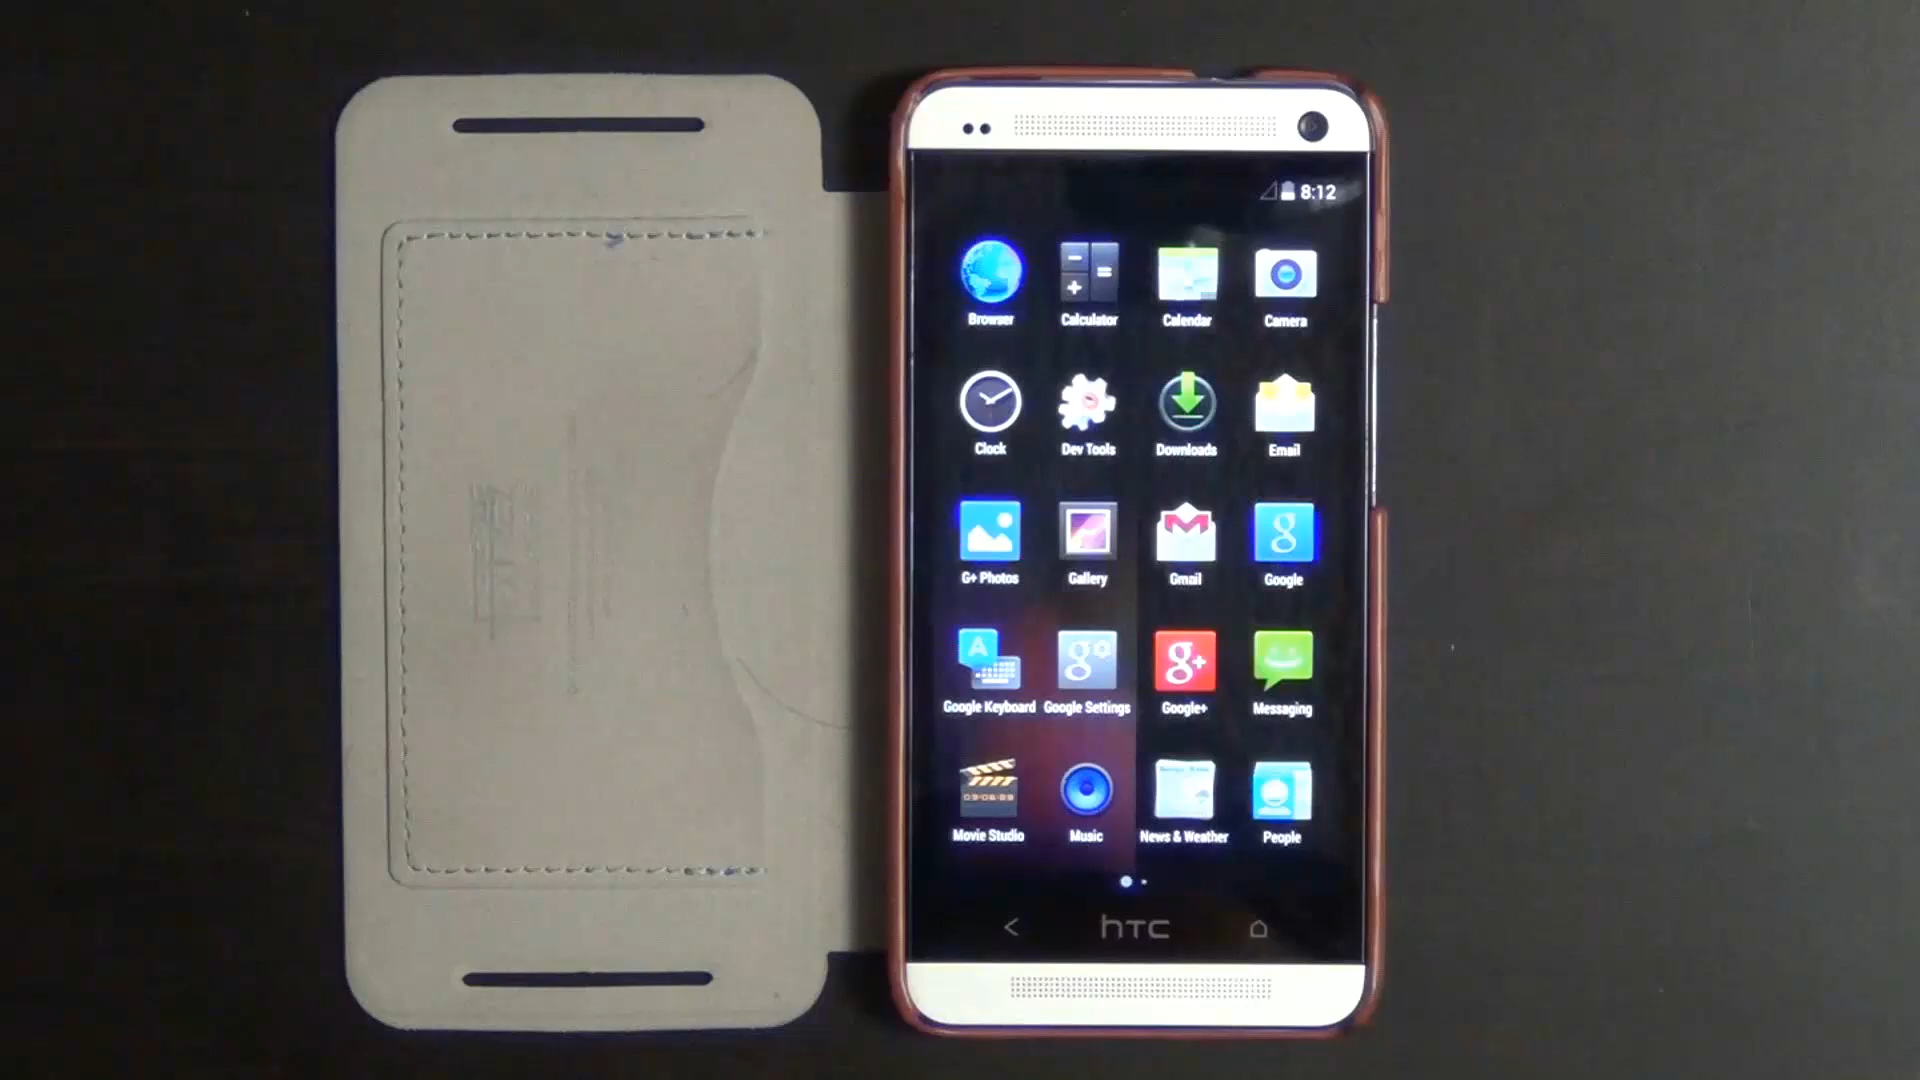 8:12
Browser Calculator Calendar Camera
Clock Dev Tools Downloads Email
G+ Photos Gallery Gmail Google
Google Keyboard Google Settings Google+ Messaging
Movie Studio Music News & Weather People
hTC